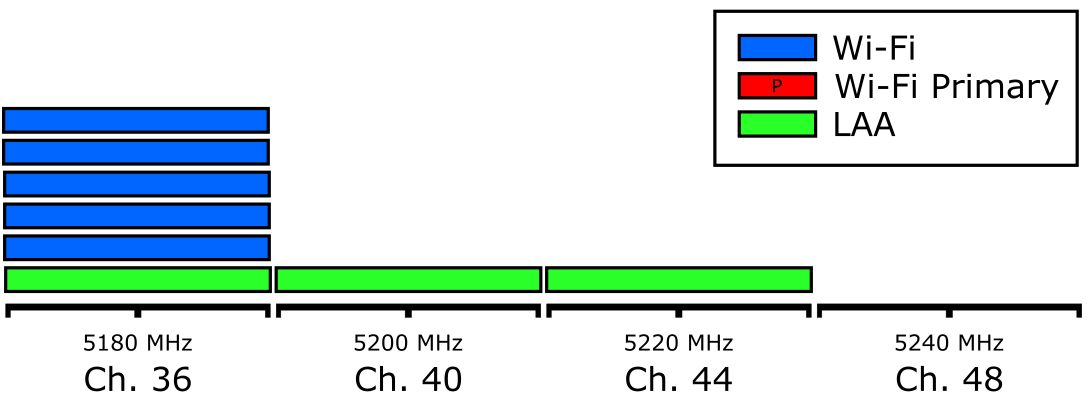 Wi-Fi
P
Wi-Fi Primary
LAA
5180 MHz
5200 MHz
5220 MHz
5240 MHz
Ch. 36
Ch. 40
Ch. 44
Ch. 48